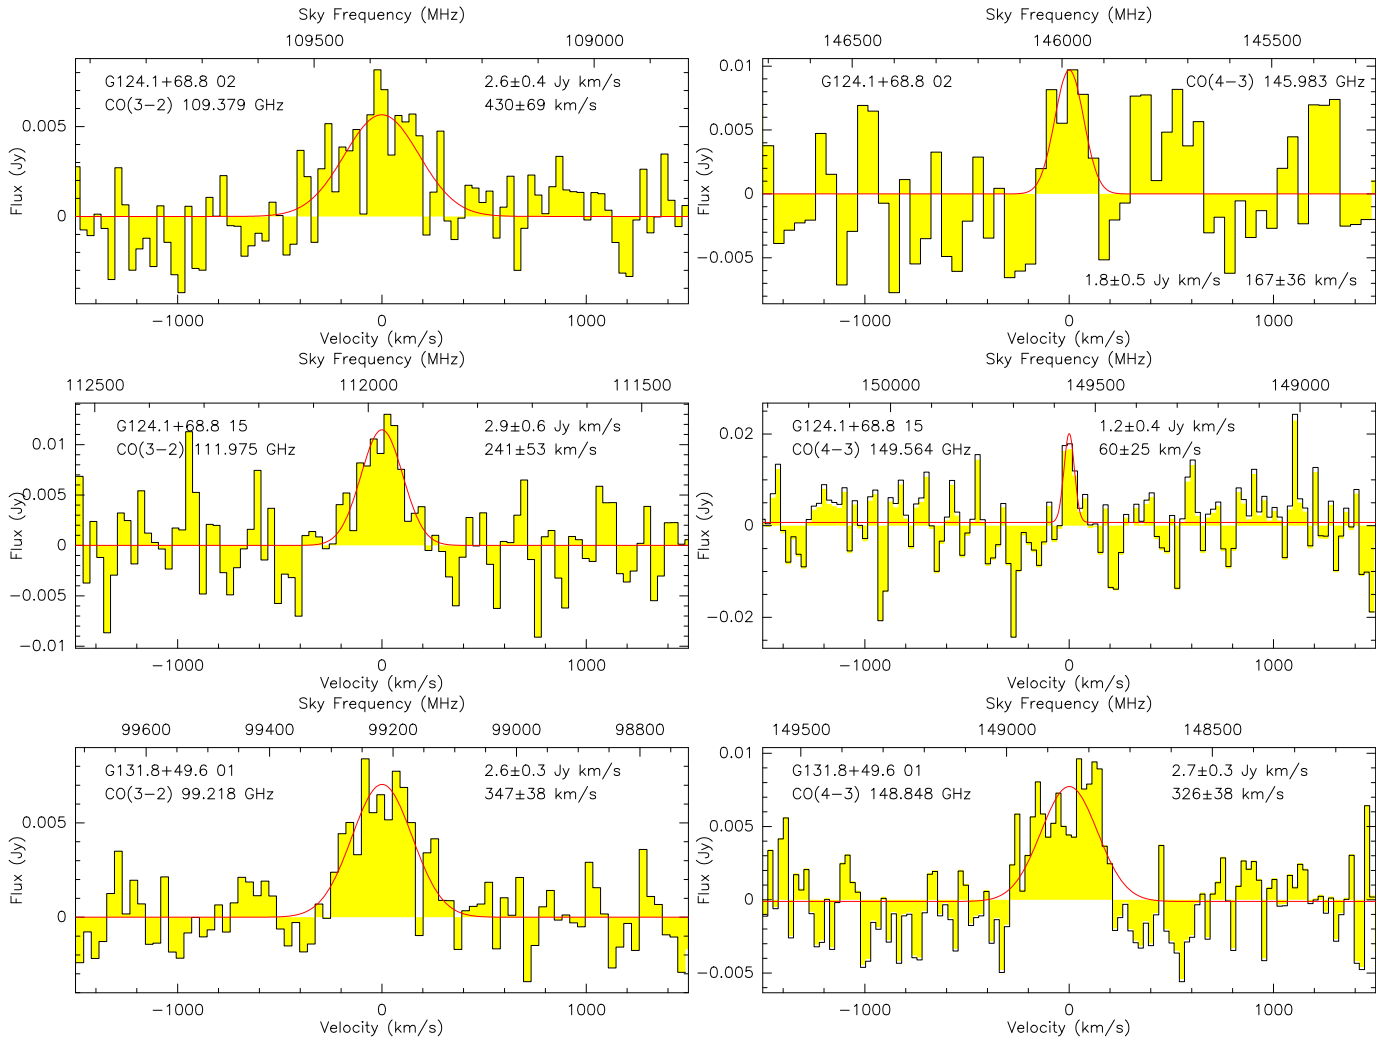 Sky Frequency (MHz)
109500 109000
G124.1+68.8 02 2.6±0.4 Jy km/s
CO(3−2) 109.379 GHz 430±69 km/s
Flux (Jy)
0.005
0
−1000 0 1000
Velocity (km/s)
Sky Frequency (MHz)
146500 146000 145500
G124.1+68.8 02 CO(4−3) 145.983 GHz
Flux (Jy)
0.01
0.005
0
−0.005
1.8±0.5 Jy km/s 167±36 km/s
−1000 0 1000
Velocity (km/s)
Sky Frequency (MHz)
112500 112000 111500
G124.1+68.8 15 2.9±0.6 Jy km/s
CO(3−2) 111.975 GHz 241±53 km/s
Flux (Jy)
0.01
0.005
0
−0.005
−0.01
−1000 0 1000
Velocity (km/s)
Sky Frequency (MHz)
150000 149500 149000
G124.1+68.8 15 1.2±0.4 Jy km/s
CO(4−3) 149.564 GHz 60±25 km/s
Flux (Jy)
0.02
0
−0.02
−1000 0 1000
Velocity (km/s)
Sky Frequency (MHz)
99600 99400 99200 99000 98800
G131.8+49.6 01 2.6±0.3 Jy km/s
CO(3−2) 99.218 GHz 347±38 km/s
Flux (Jy)
0.005
0
−1000 0 1000
Velocity (km/s)
Sky Frequency (MHz)
149500 149000 148500
G131.8+49.6 01 2.7±0.3 Jy km/s
CO(4−3) 148.848 GHz 326±38 km/s
Flux (Jy)
0.01
0.005
0
−0.005
−1000 0 1000
Velocity (km/s)